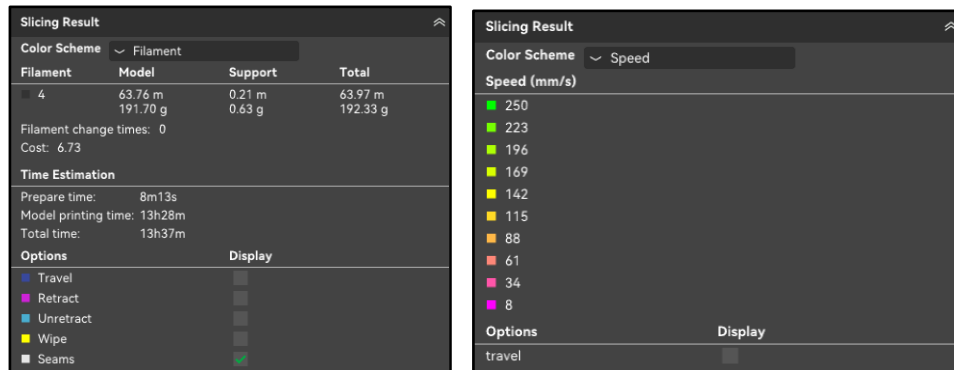 Slicing Result
Color Scheme Filament
Filament Model Support Total
4 63.76 m 0.21 m 63.97 m
191.70 g 0.63 g 192.33 g
Filament change times: 0
Cost: 6.73
Time Estimation
Prepare time: 8m13s
Model printing time: 13h28m
Total time: 13h37m
Options Display
Travel
Retract
Unretract
Wipe
Seams
Slicing Result
Color Scheme Speed
Speed (mm/s)
250
223
196
169
142
115
88
61
34
8
Options Display
travel